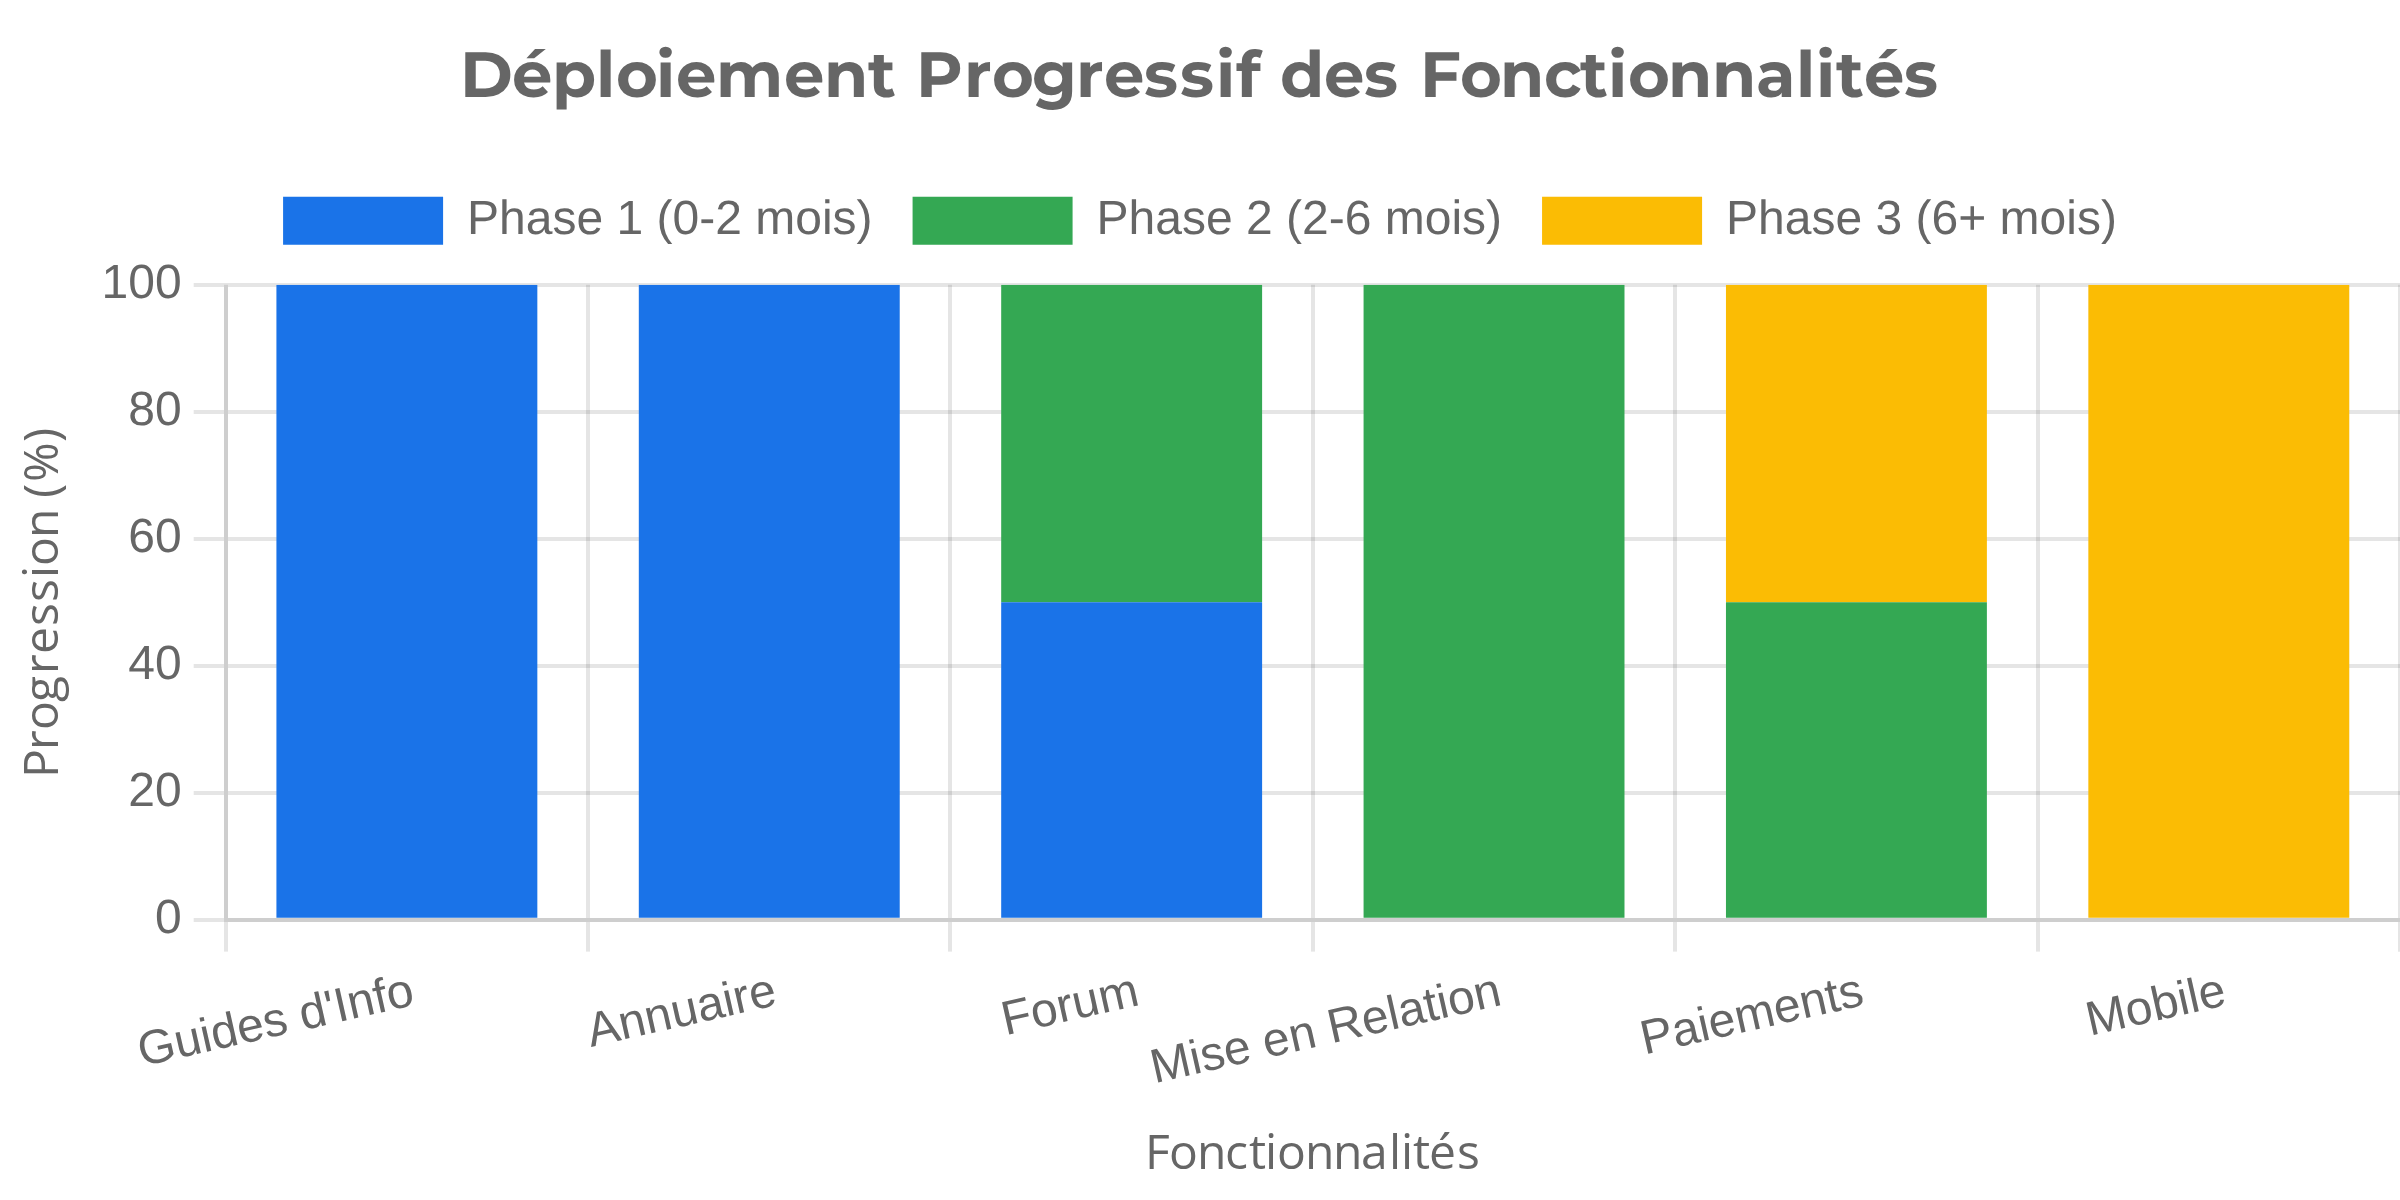 Déploiement Progressif des Fonctionnalités
Phase 1 (0-2 mois)
Phase 2 (2-6 mois)
Phase 3 (6+ mois)
Progression (%)
100
80
60
40
20
0
Guides d'Info
Annuaire
Forum
Mise en Relation
Paiements
Mobile
Fonctionnalités